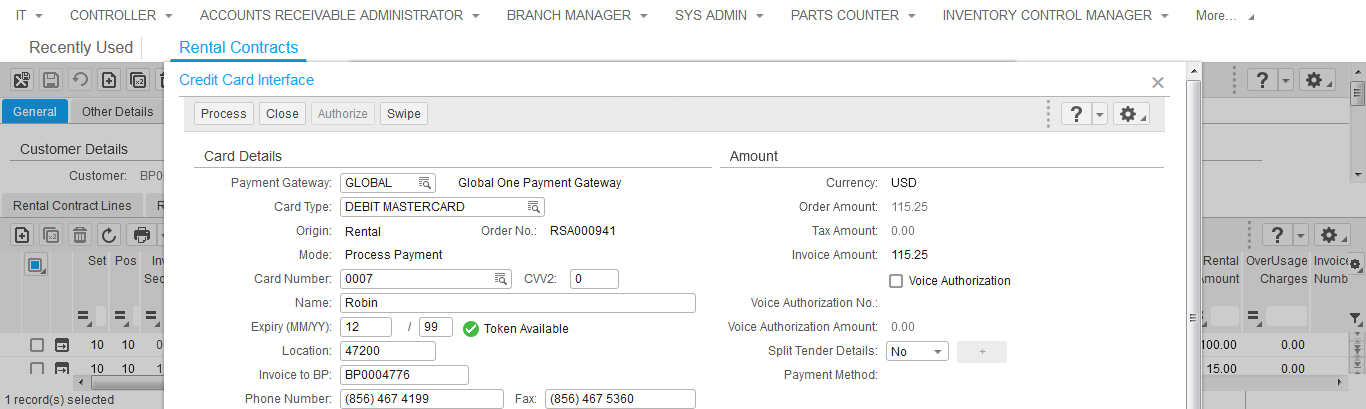 IT CONTROLLER ACCOUNTS RECEIVABLE ADMINISTRATOR BRANCH MANAGER SYS ADMIN PARTS COUNTER INVENTORY CONTROL MANAGER More...
Recently Used Rental Contracts
Credit Card Interface
General Other Details
Process Close Authorize Swipe ?
Customer Details
Customer: BP0
Card Details Amount
Payment Gateway: GLOBAL Global One Payment Gateway Currency: USD
Rental Contract Lines R
Card Type: DEBIT MASTERCARD Order Amount: 115.25
Origin: Rental Order No.: RSA000941 Tax Amount: 0.00
Mode: Process Payment Invoice Amount: 115.25
Set Pos Inv Seq Rental Amount OverUsage Charges Invoice Numb
Card Number: 0007 CVV2: 0 Voice Authorization
Name: Robin Voice Authorization No.:
Expiry (MM/YY): 12 / 99 Token Available Voice Authorization Amount: 0.00
Location: 47200 Split Tender Details: No +
10 10 0 100.00 0.00
Invoice to BP: BP0004776 Payment Method:
10 10 1 15.00 0.00
Phone Number: (856) 467 4199 Fax: (856) 467 5360
1 record(s) selected